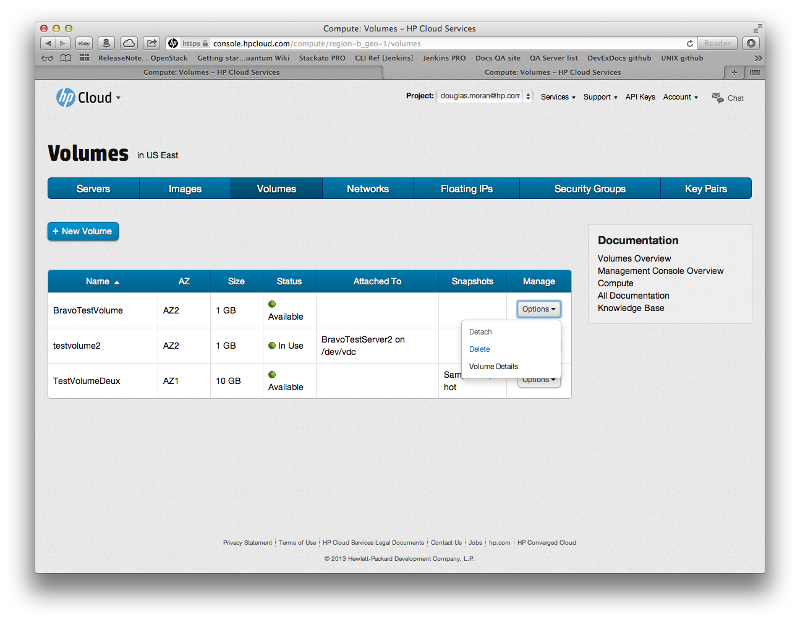 Compute: Volumes – HP Cloud Services
https console.hpcloud.com/compute/region-b_geo-1/volumes
Reader
ReleaseNote... OpenStack Getting star...uantum Wiki Stackato PRO CLI Ref [Jenkins] Jenkins PRO Docs QA site QA Server list DevExDocs github UNIX github
Compute: Volumes – HP Cloud Services Compute: Volumes – HP Cloud Services
hp Cloud
Project: douglas.moran@hp.com Services Support API Keys Account Chat
Volumes in US East
Servers Images Volumes Networks Floating IPs Security Groups Key Pairs
+ New Volume
Documentation
Volumes Overview
Management Console Overview
Compute
All Documentation
Knowledge Base
Name AZ Size Status Attached To Snapshots Manage
BravoTestVolume AZ2 1 GB Available Options
testvolume2 AZ2 1 GB In Use BravoTestServer2 on
/dev/vdc
Detach
Delete
Volume Details
TestVolumeDeux AZ1 10 GB Available
hot
Options
Privacy Statement | Terms of Use | HP Cloud Services Legal Documents | Contact Us | Jobs | hp.com | HP Converged Cloud
© 2013 Hewlett-Packard Development Company, L.P.